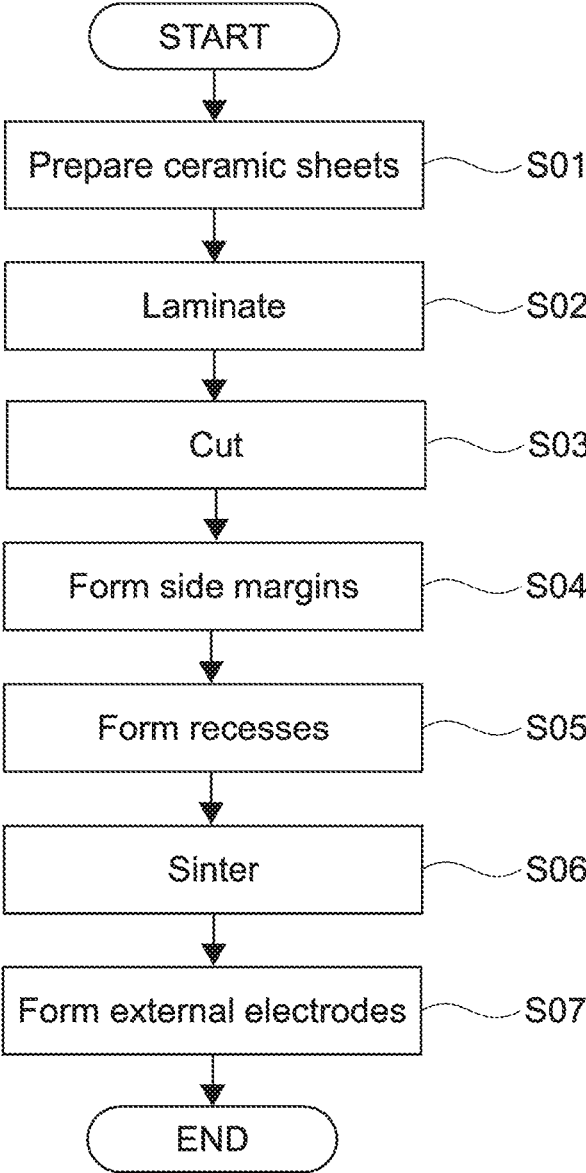 START
Prepare ceramic sheets S01
Laminate S02
Cut S03
Form side margins S04
Form recesses S05
Sinter S06
Form external electrodes S07
END